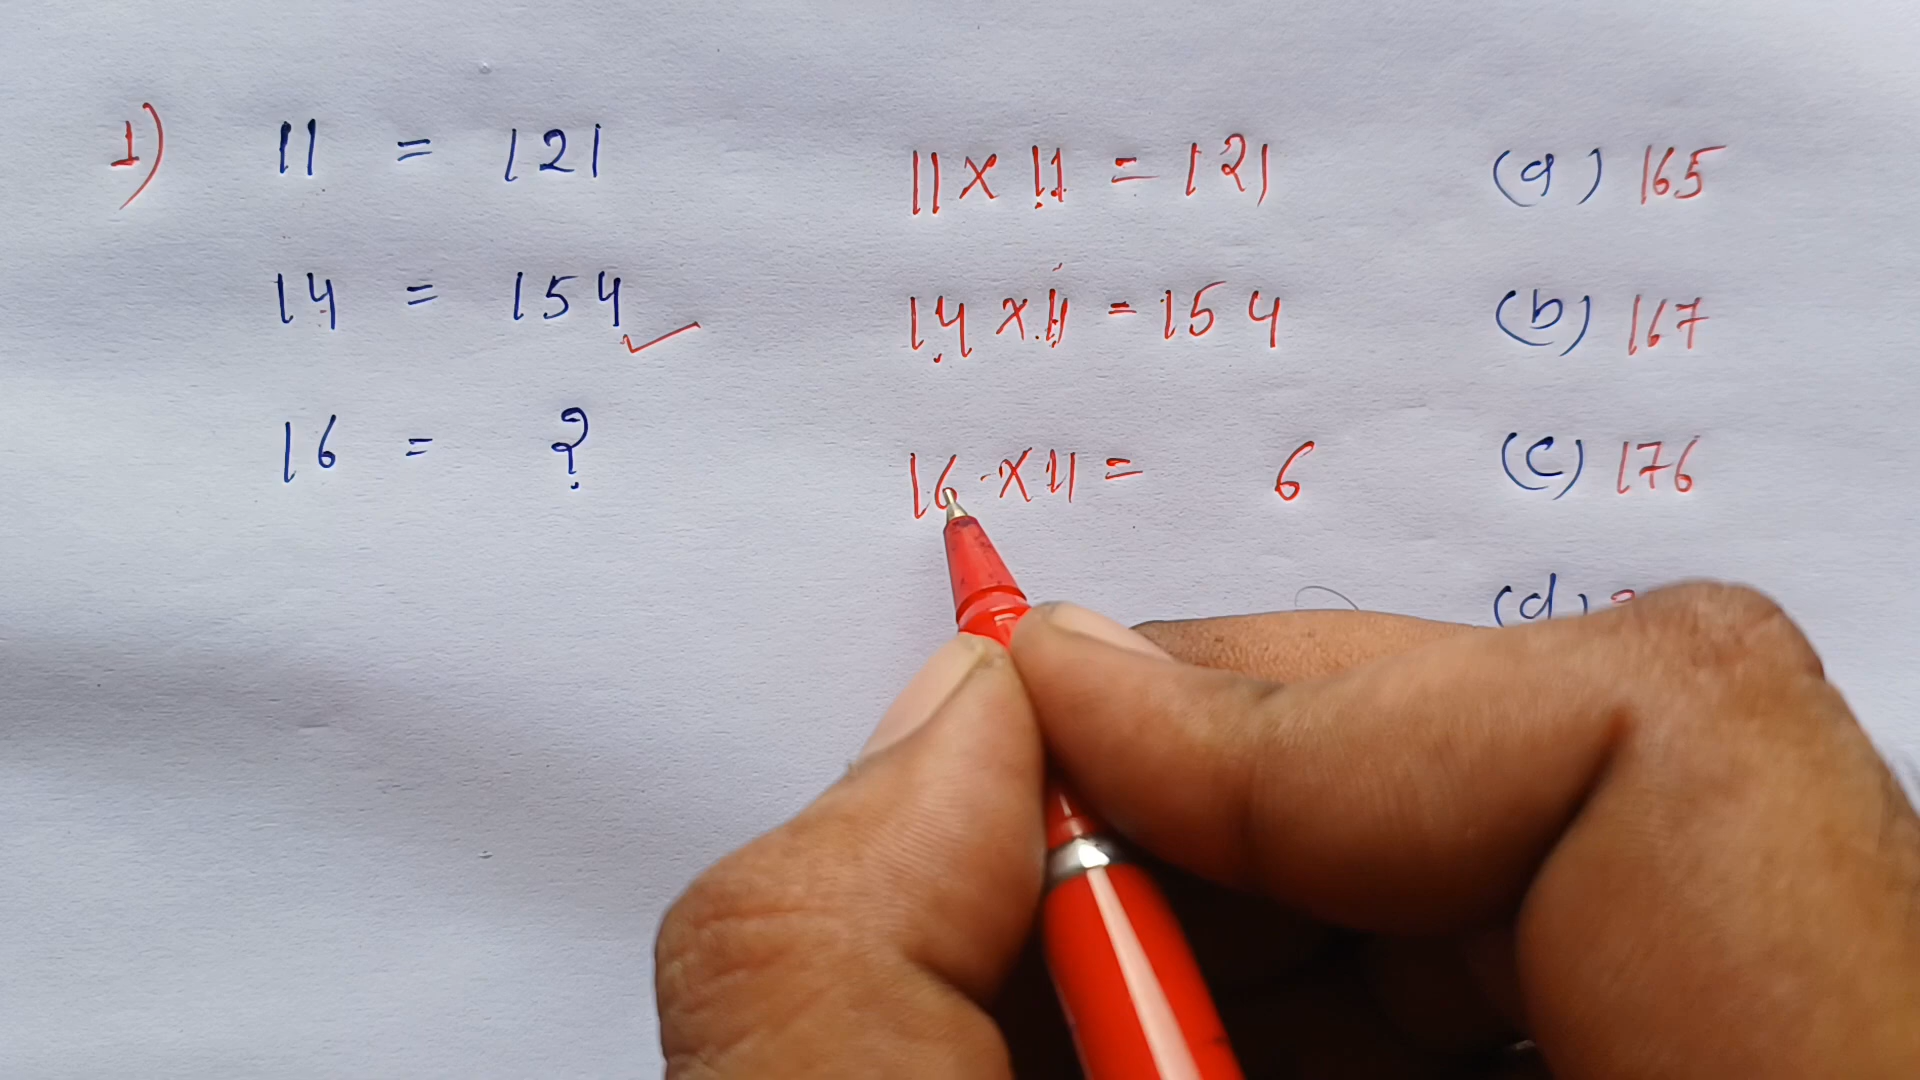 1) 11 = 121 11 × 11 = 121 (a) 165
14 = 154 14 × 11 = 154 (b) 167
16 = ? 16 × 11 = 6 (c) 176
(d)